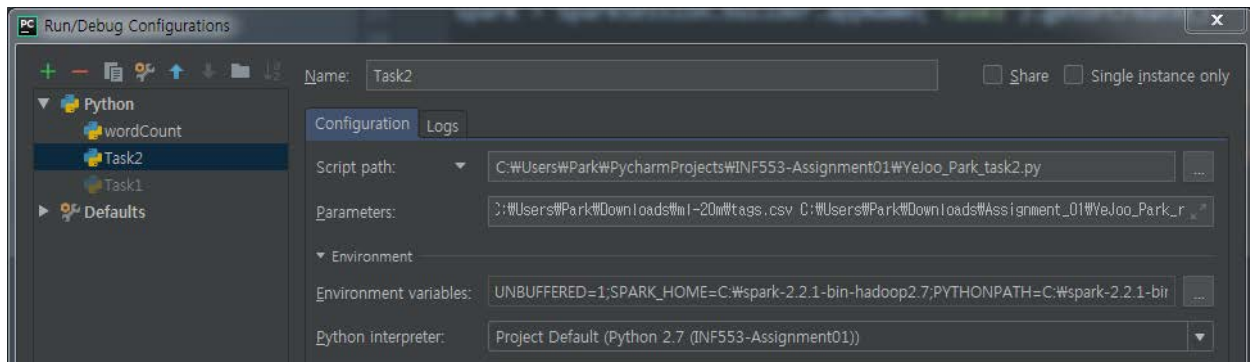 Run/Debug Configurations
Name: Task2 Share Single instance only
Python
wordCount
Task2
Task1
Defaults
Configuration Logs
Script path: C:₩Users₩Park₩PycharmProjects₩INF553-Assignment01₩YeJoo_Park_task2.py ...
Parameters: C:₩Users₩Park₩Downloads₩ml-20m₩tags.csv C:₩Users₩Park₩Downloads₩Assignment_01₩YeJoo_Park_r
Environment
Environment variables: UNBUFFERED=1;SPARK_HOME=C:₩spark-2.2.1-bin-hadoop2.7;PYTHONPATH=C:₩spark-2.2.1-bir ...
Python interpreter: Project Default (Python 2.7 (INF553-Assignment01))